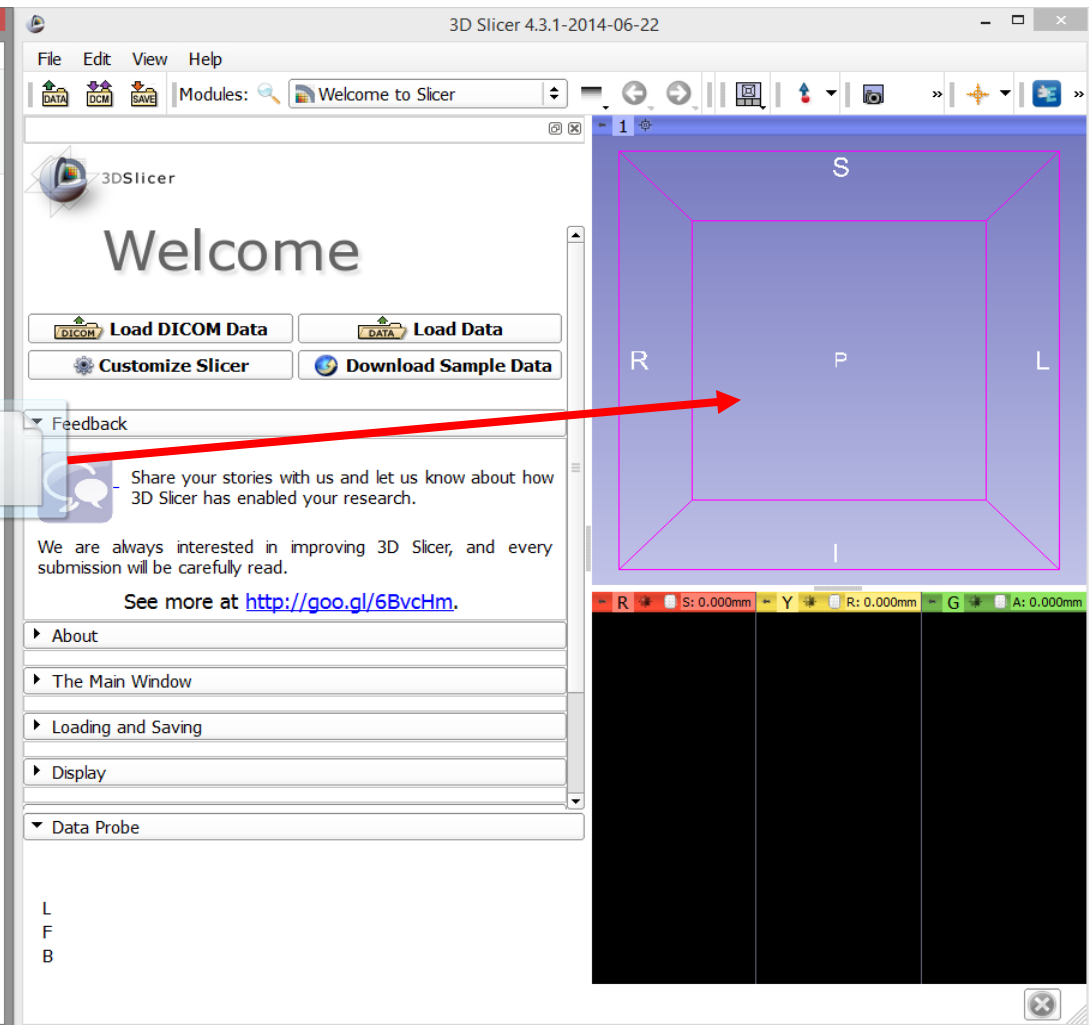 3D Slicer 4.3.1-2014-06-22
File Edit View Help
DATA DCM SAVE Modules: Welcome to Slicer » »
1
3DSlicer
Welcome
DICOM Load DICOM Data DATA Load Data
Customize Slicer Download Sample Data
Feedback
Share your stories with us and let us know about how
3D Slicer has enabled your research.
We are always interested in improving 3D Slicer, and every
submission will be carefully read.
See more at http://goo.gl/6BvcHm.
About
The Main Window
Loading and Saving
Display
Data Probe
L
F
B
S
R P L
I
R S: 0.000mm Y R: 0.000mm G A: 0.000mm